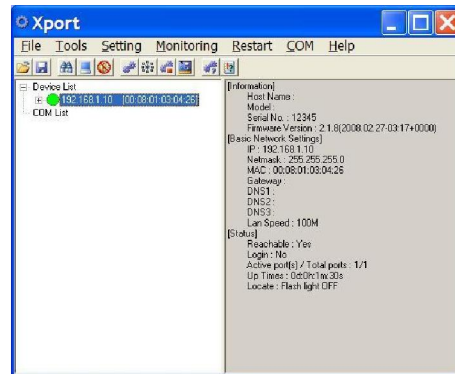 Xport
File Tools Setting Monitoring Restart COM Help
Device List
192.168.1.10 [00:08:01:03:04:26]
COM List
[Information]
Host Name :
Model :
Serial No. : 12345
Firmware Version : 2.1.8(2008.02.27-03:17+0000)
[Basic Network Settings]
IP : 192.168.1.10
Netmask : 255.255.255.0
MAC : 00:08:01:03:04:26
Gateway :
DNS1 :
DNS2 :
DNS3 :
Lan Speed : 100M
[Status]
Reachable : Yes
Login : No
Active port(s) / Total ports : 1/1
Up Times : 0d:0h:1m:30s
Locate : Flash light OFF